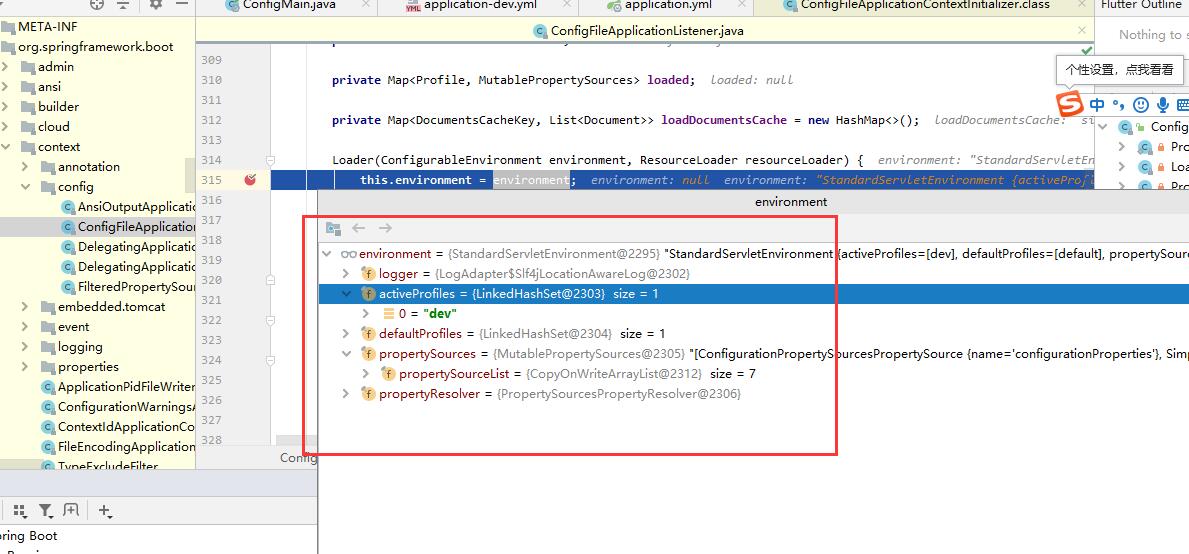 ConfigMain.java
application-dev.yml
application.yml
ConfigFileApplicationContextInitializer.class
Flutter Outline
META-INF
org.springframework.boot
admin
ansi
builder
cloud
context
annotation
config
AnsiOutputApplicatio
ConfigFileApplication
DelegatingApplicatio
DelegatingApplicatio
FilteredPropertySour
embedded.tomcat
event
logging
properties
ApplicationPidFileWriter
ConfigurationWarningsA
ContextIdApplicationCo
FileEncodingApplication
TypeExcludeFilter
ConfigFileApplicationListener.java
Nothing to s
个性设置，点我看看
中
309
310 private Map<Profile, MutablePropertySources> loaded; loaded: null
311
312 private Map<DocumentsCacheKey, List<Document>> loadDocumentsCache = new HashMap<>(); loadDocumentsCache: si
313
314 Loader(ConfigurableEnvironment environment, ResourceLoader resourceLoader) { environment: "StandardServletEn
315 this.environment = environment; environment: null environment: "StandardServletEnvironment {activeProf
316
317
318
319
320
321
322
323
324
325
326
327
328
Config
Pro
Loa
Pro
environment
environment = {StandardServletEnvironment@2295} "StandardServletEnvironment {activeProfiles=[dev], defaultProfiles=[default], propertySo
logger = {LogAdapter$Slf4jLocationAwareLog@2302}
activeProfiles = {LinkedHashSet@2303} size = 1
0 = "dev"
defaultProfiles = {LinkedHashSet@2304} size = 1
propertySources = {MutablePropertySources@2305} "[ConfigurationPropertySourcesPropertySource {name='configurationProperties'}, Simp
propertySourceList = {CopyOnWriteArrayList@2312} size = 7
propertyResolver = {PropertySourcesPropertyResolver@2306}
Config
ring Boot